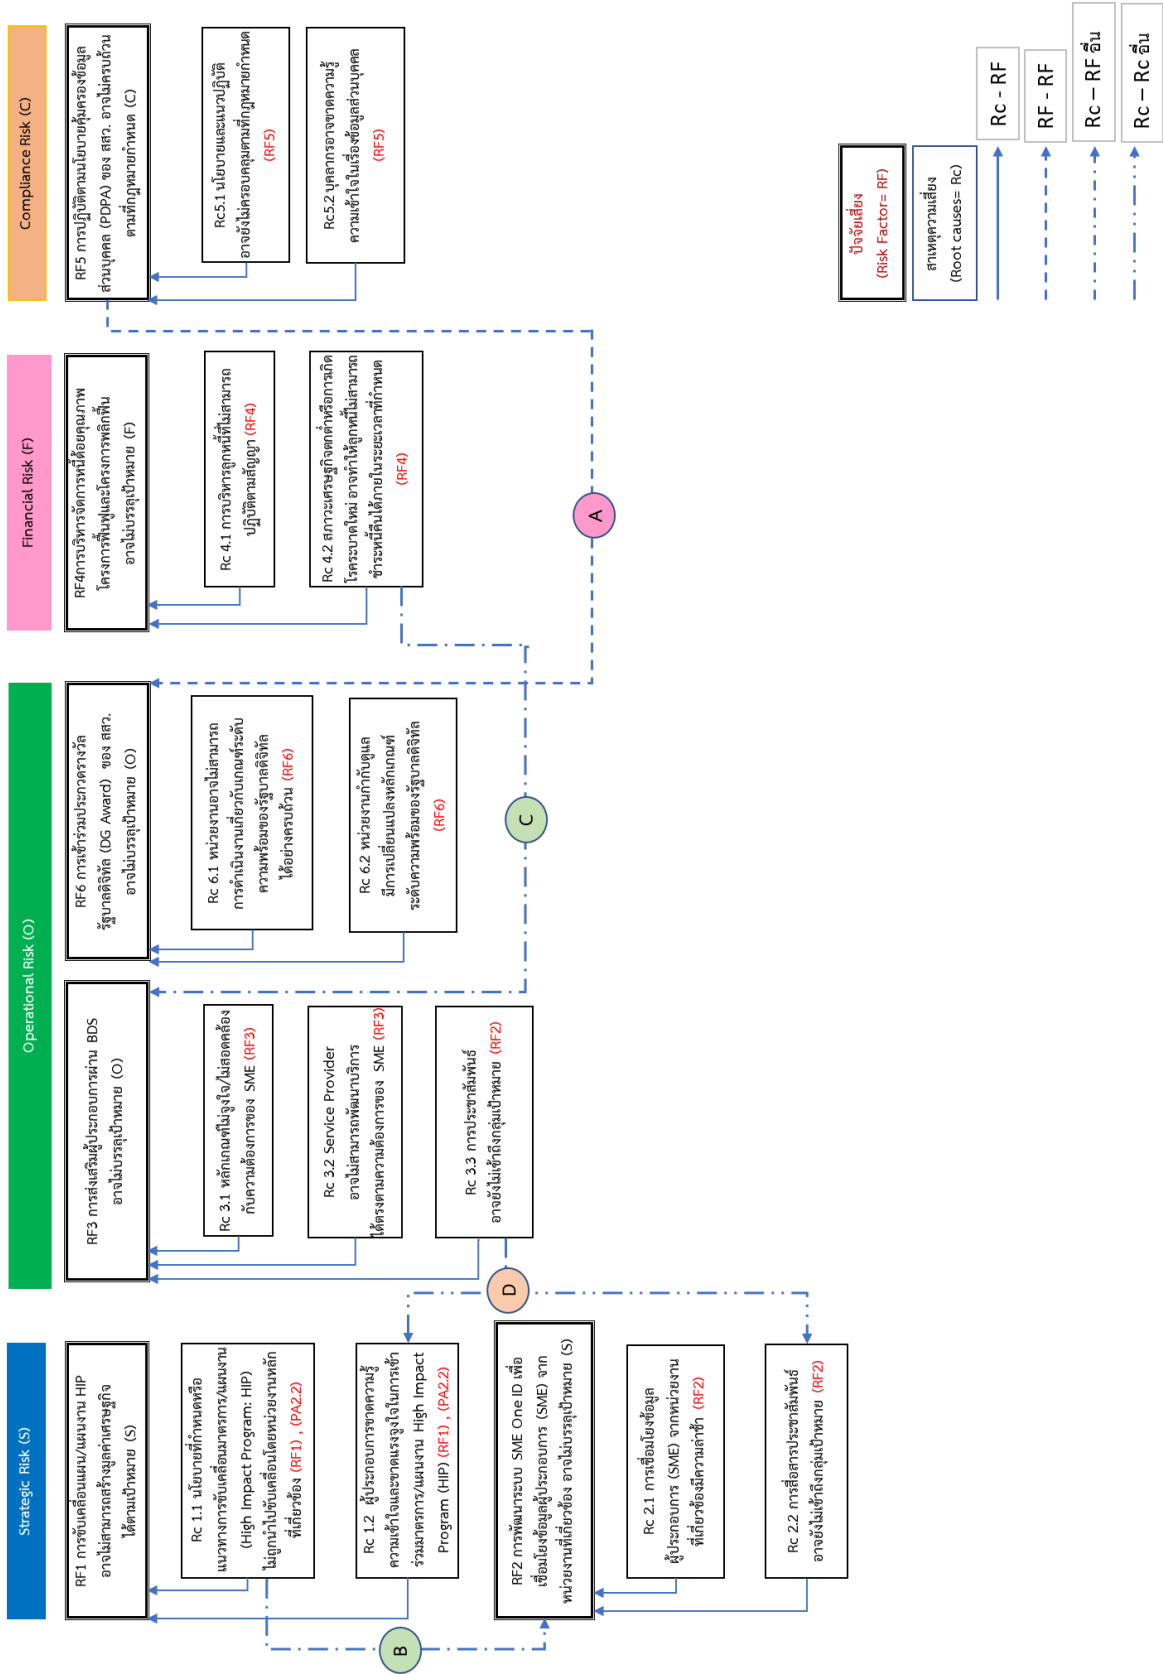 Strategic Risk (S)
Operational Risk (O)
Financial Risk (F)
Compliance Risk (C)
RF1 การขับเคลื่อนแผน/แผนงาน HIP
อาจไม่สามารถสร้างมูลค่าเศรษฐกิจ
ได้ตามเป้าหมาย (S)
Rc 1.1 นโยบายที่กำหนดหรือ
แนวทางการขับเคลื่อนมาตรการ/แผนงาน
(High Impact Program: HIP)
ไม่ถูกนำไปขับเคลื่อนโดยหน่วยงานหลัก
ที่เกี่ยวข้อง (RF1) , (PA2.2)
Rc 1.2 ผู้ประกอบการขาดความรู้
ความเข้าใจและขาดแรงจูงใจในการเข้า
ร่วมมาตรการ/แผนงาน High Impact
Program (HIP) (RF1) , (PA2.2)
RF2 การพัฒนาระบบ SME One ID เพื่อ
เชื่อมโยงข้อมูลผู้ประกอบการ (SME) จาก
หน่วยงานที่เกี่ยวข้อง อาจไม่บรรลุเป้าหมาย (S)
Rc 2.1 การเชื่อมโยงข้อมูล
ผู้ประกอบการ (SME) จากหน่วยงาน
ที่เกี่ยวข้องมีความล่าช้า (RF2)
Rc 2.2 การสื่อสารประชาสัมพันธ์
อาจยังไม่เข้าถึงกลุ่มเป้าหมาย (RF2)
RF3 การส่งเสริมผู้ประกอบการผ่าน BDS
อาจไม่บรรลุเป้าหมาย (O)
Rc 3.1 หลักเกณฑ์ไม่จูงใจ/ไม่สอดคล้อง
กับความต้องการของ SME (RF3)
Rc 3.2 Service Provider
อาจไม่สามารถพัฒนาบริการ
ได้ตรงตามความต้องการของ SME (RF3)
Rc 3.3 การประชาสัมพันธ์
อาจยังไม่เข้าถึงกลุ่มเป้าหมาย (RF2)
RF6 การเข้าร่วมประกวดรางวัล
รัฐบาลดิจิทัล (DG Award) ของ สสว.
อาจไม่บรรลุเป้าหมาย (O)
Rc 6.1 หน่วยงานอาจไม่สามารถ
การดำเนินงานเกี่ยวกับเกณฑ์ระดับ
ความพร้อมของรัฐบาลดิจิทัล
ได้อย่างครบถ้วน (RF6)
Rc 6.2 หน่วยงานกำกับดูแล
มีการเปลี่ยนแปลงหลักเกณฑ์
ระดับความพร้อมของรัฐบาลดิจิทัล
(RF6)
RF4การบริหารจัดการหนี้ด้อยคุณภาพ
โครงการฟื้นฟูและโครงการพลิกฟื้น
อาจไม่บรรลุเป้าหมาย (F)
Rc 4.1 การบริหารลูกหนี้ที่ไม่สามารถ
ปฏิบัติตามสัญญา (RF4)
Rc 4.2 สภาวะเศรษฐกิจตกต่ำหรือการเกิด
โรคระบาดใหม่ อาจทำให้ลูกหนี้ไม่สามารถ
ชำระหนี้คืนได้ภายในระยะเวลาที่กำหนด
(RF4)
RF5 การปฏิบัติตามนโยบายคุ้มครองข้อมูล
ส่วนบุคคล (PDPA) ของ สสว. อาจไม่ครบถ้วน
ตามที่กฎหมายกำหนด (C)
Rc5.1 นโยบายและแนวปฏิบัติ
อาจยังไม่ครอบคลุมตามที่กฎหมายกำหนด
(RF5)
Rc5.2 บุคลากรอาจขาดความรู้
ความเข้าใจในเรื่องข้อมูลส่วนบุคคล
(RF5)
A
B
C
D
ปัจจัยเสี่ยง
(Risk Factor= RF)
สาเหตุความเสี่ยง
(Root causes= Rc)
Rc - RF
RF - RF
Rc – RF อื่น
Rc – Rc อื่น